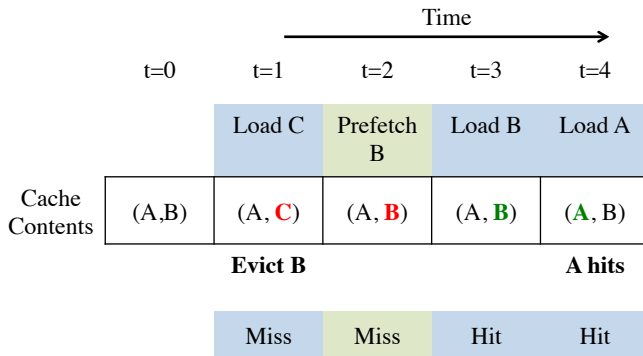 Time
t=0 t=1 t=2 t=3 t=4
Load C Prefetch B Load B Load A
Cache Contents (A,B) (A, C) (A, B) (A, B) (A, B)
Evict B A hits
Miss Miss Hit Hit